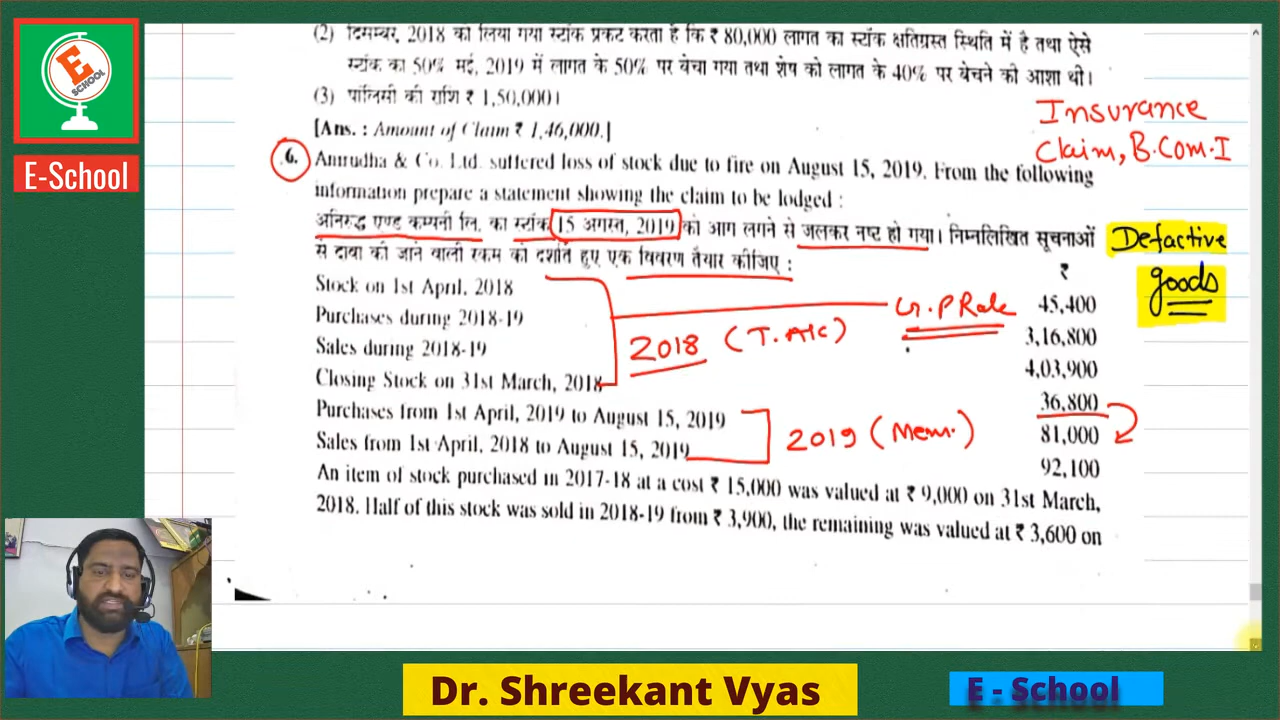 E
SCHOOL
E-School
(2) दिसम्बर, 2018 को लिया गया स्टॉक प्रकट करता है कि ₹ 80,000 लागत का स्टॉक क्षतिग्रस्त स्थिति में है तथा ऐसे
स्टॉक का 50% मई, 2019 में लागत के 50% पर बेचा गया तथा शेष को लागत के 40% पर बेचने की आशा थी।
(3) पॉलिसी की राशि ₹ 1,50,000।
[Ans. : Amount of Claim ₹ 1,46,000.]
Insurance
Claim, B.Com.I
6. Anirudha & Co. Ltd. suffered loss of stock due to fire on August 15, 2019. From the following
information prepare a statement showing the claim to be lodged :
अनिरुद्ध एण्ड कम्पनी लि. का स्टॉक 15 अगस्त, 2019 को आग लगने से जलकर नष्ट हो गया। निम्नलिखित सूचनाओं
से दावा की जाने वाली रकम को दर्शाते हुए एक विवरण तैयार कीजिए :
Defactive
goods
₹
Stock on 1st April, 2018 45,400
Purchases during 2018-19 3,16,800
Sales during 2018-19 4,03,900
Closing Stock on 31st March, 2018 36,800
G.P Rate
2018 (T.A/c)
Purchases from 1st April, 2019 to August 15, 2019 81,000
Sales from 1st April, 2018 to August 15, 2019 92,100
2019 (Mem.)
An item of stock purchased in 2017-18 at a cost ₹ 15,000 was valued at ₹ 9,000 on 31st March,
2018. Half of this stock was sold in 2018-19 from ₹ 3,900, the remaining was valued at ₹ 3,600 on
Dr. Shreekant Vyas
E - School